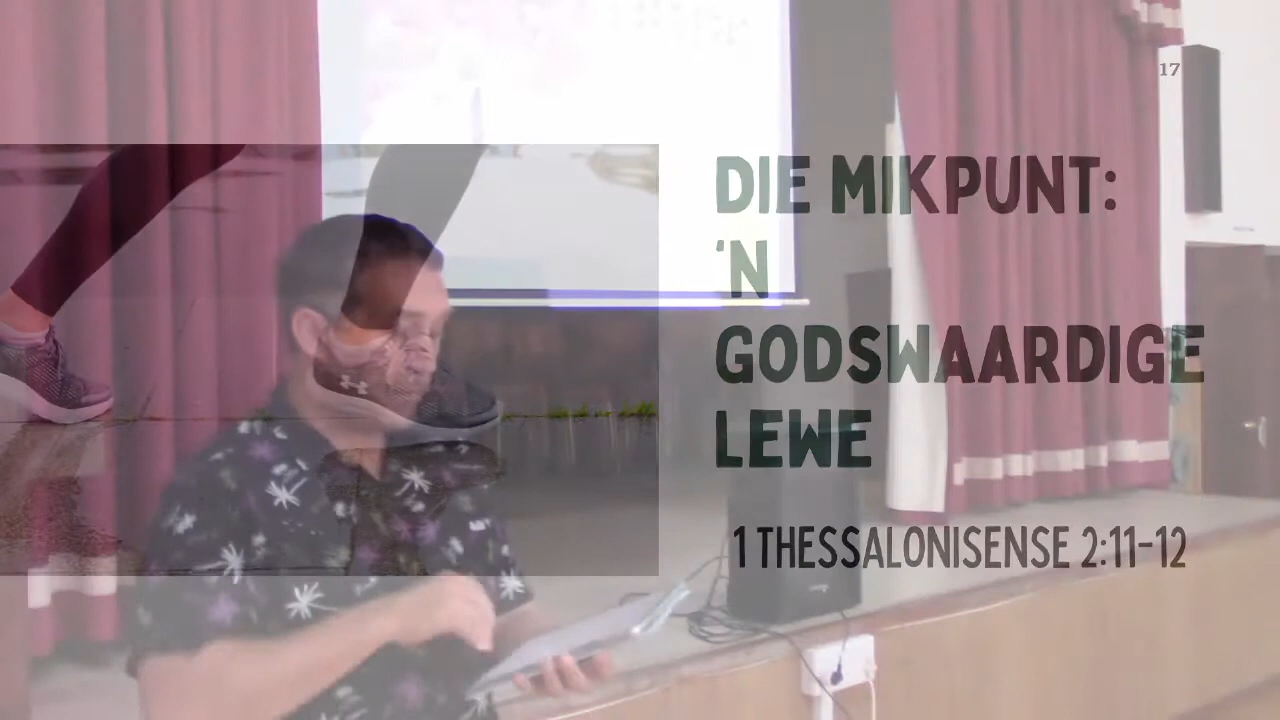 17
DIE MIKPUNT:
'N
GODSWAARDIGE
LEWE
1 THESSALONISENSE 2:11-12